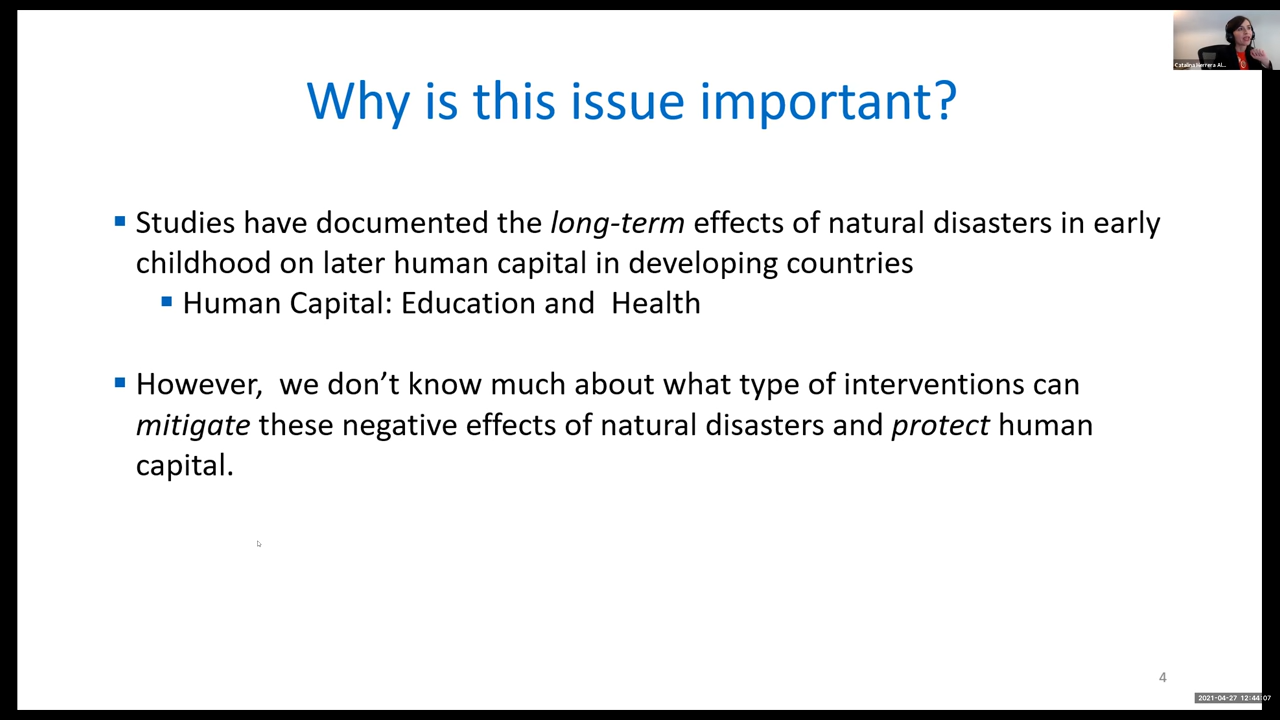 Catalina Herrera Al...
Why is this issue important?
Studies have documented the long-term effects of natural disasters in early
childhood on later human capital in developing countries
Human Capital: Education and  Health
However,  we don’t know much about what type of interventions can
mitigate these negative effects of natural disasters and protect human
capital.
4
2021-04-27 12:44:07